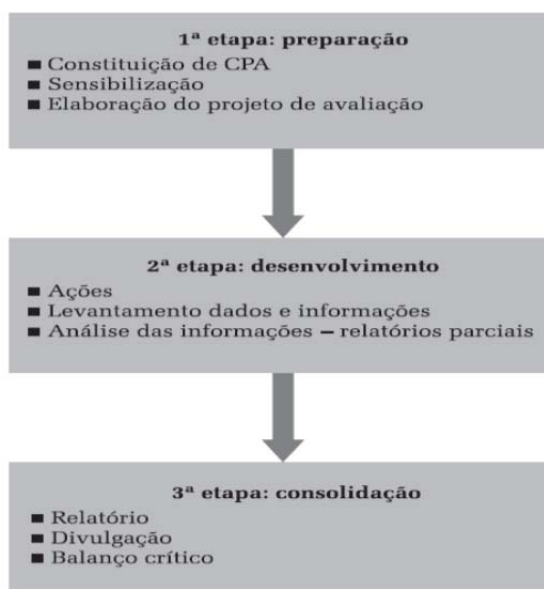 1ª etapa: preparação
■ Constituição de CPA
■ Sensibilização
■ Elaboração do projeto de avaliação
2ª etapa: desenvolvimento
■ Ações
■ Levantamento dados e informações
■ Análise das informações – relatórios parciais
3ª etapa: consolidação
■ Relatório
■ Divulgação
■ Balanço crítico